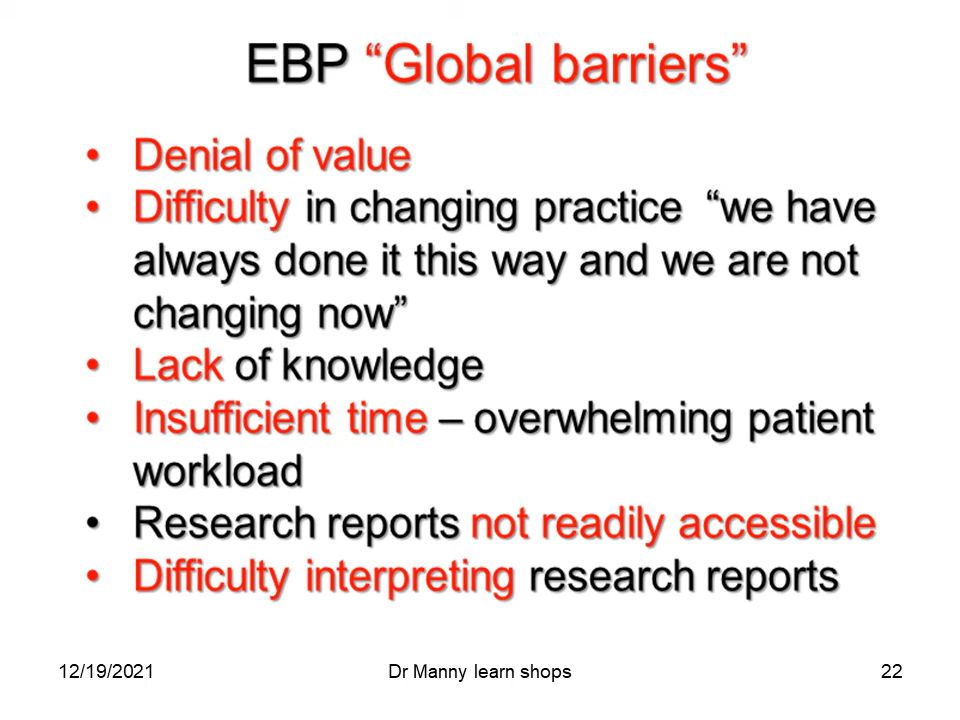 EBP “Global barriers”
• Denial of value
• Difficulty in changing practice “we have
always done it this way and we are not
changing now”
• Lack of knowledge
• Insufficient time – overwhelming patient
workload
• Research reports not readily accessible
• Difficulty interpreting research reports
12/19/2021 Dr Manny learn shops 22